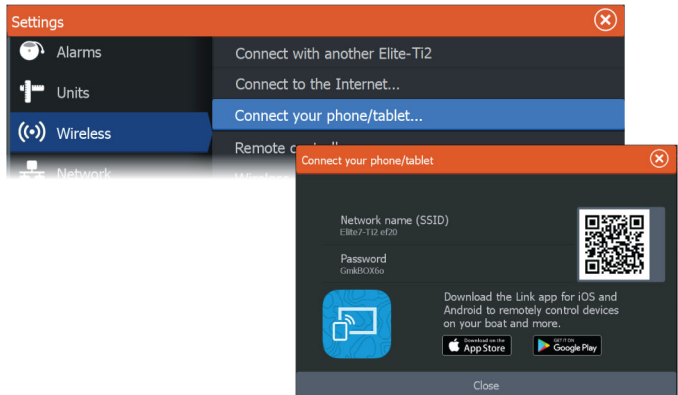 Settings
Alarms
Units
Wireless
Network
Connect with another Elite-Ti2
Connect to the Internet...
Connect your phone/tablet...
Remote
Connect your phone/tablet
Network name (SSID)
Elite7-Ti2 ef20
Password
GmkBOX6o
Download the Link app for iOS and
Android to remotely control devices
on your boat and more.
Download on the
App Store
GET IT ON
Google Play
Close